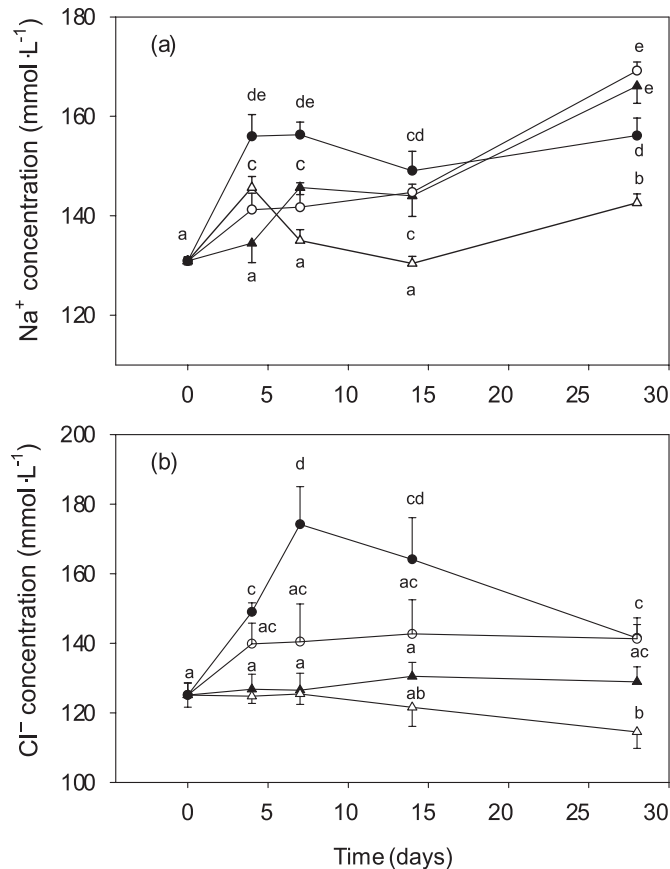 180
(a)
e
de
de
e
160
cd
c
c
d
b
a
140
c
a
a
a
120
Na⁺ concentration (mmol·L⁻¹)
0 5 10 15 20 25 30
200
(b)
d
180
cd
160
c
ac
ac
c
ac
140
a
a
a
a
ac
120
ab
b
100
Cl⁻ concentration (mmol·L⁻¹)
0 5 10 15 20 25 30
Time (days)